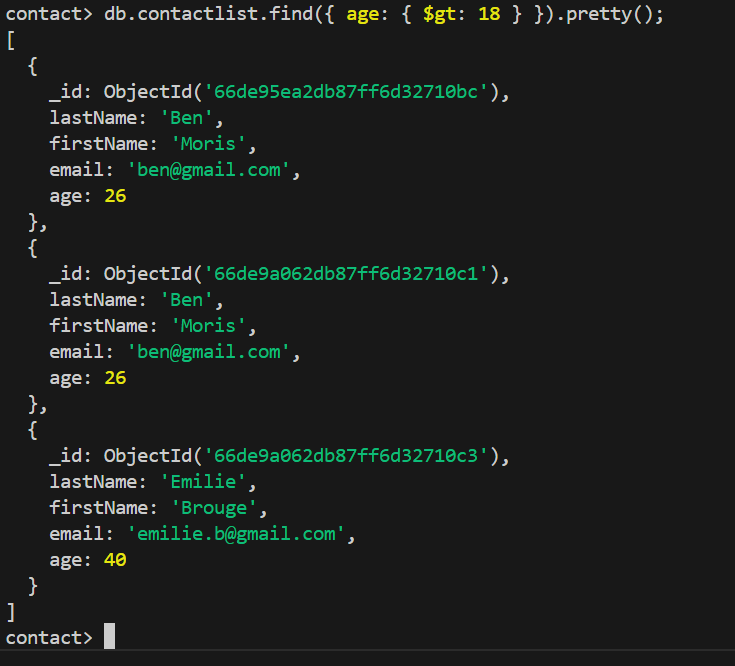 contact> db.contactlist.find({ age: { $gt: 18 } }).pretty();
[
  {
    _id: ObjectId('66de95ea2db87ff6d32710bc'),
    lastName: 'Ben',
    firstName: 'Moris',
    email: 'ben@gmail.com',
    age: 26
  },
  {
    _id: ObjectId('66de9a062db87ff6d32710c1'),
    lastName: 'Ben',
    firstName: 'Moris',
    email: 'ben@gmail.com',
    age: 26
  },
  {
    _id: ObjectId('66de9a062db87ff6d32710c3'),
    lastName: 'Emilie',
    firstName: 'Brouge',
    email: 'emilie.b@gmail.com',
    age: 40
  }
]
contact>